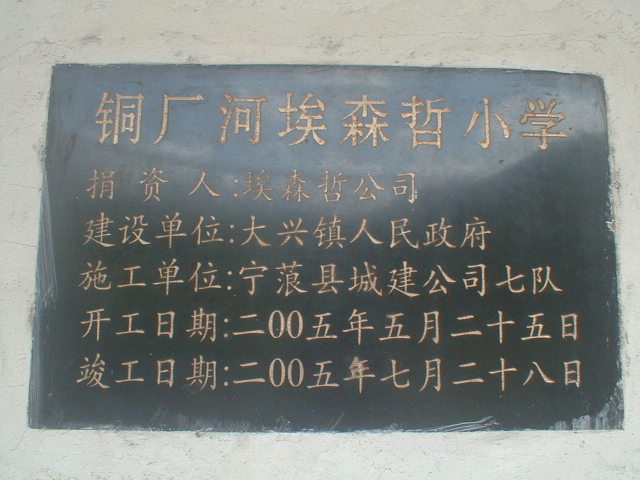 铜厂河埃森哲小学
捐资人:埃森哲公司
建设单位:大兴镇人民政府
施工单位:宁蒗县城建公司七队
开工日期:二00五年五月二十五日
竣工日期:二00五年七月二十八日